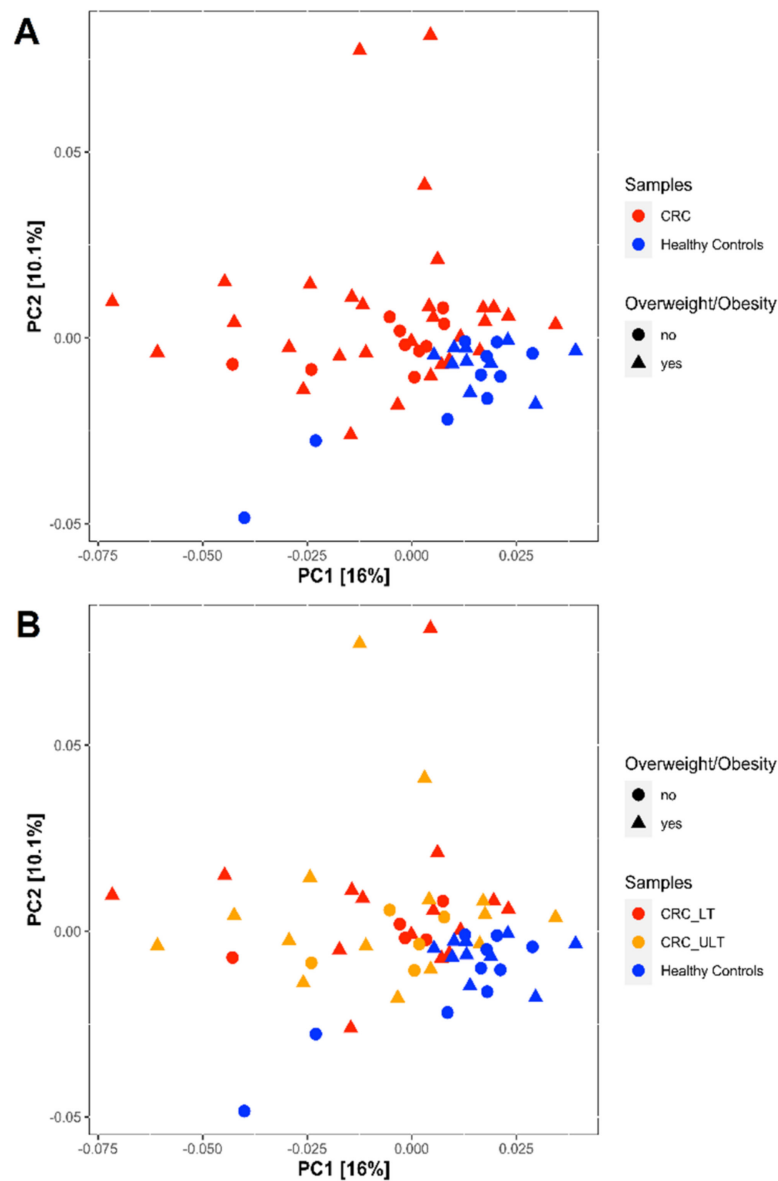 A
0.05
0.00
-0.05
PC2 [10.1%]
-0.075
-0.050
-0.025
0.000
0.025
PC1 [16%]
Samples
CRC
Healthy Controls
Overweight/Obesity
no
yes
B
0.05
0.00
-0.05
PC2 [10.1%]
-0.075
-0.050
-0.025
0.000
0.025
PC1 [16%]
Overweight/Obesity
no
yes
Samples
CRC_LT
CRC_ULT
Healthy Controls